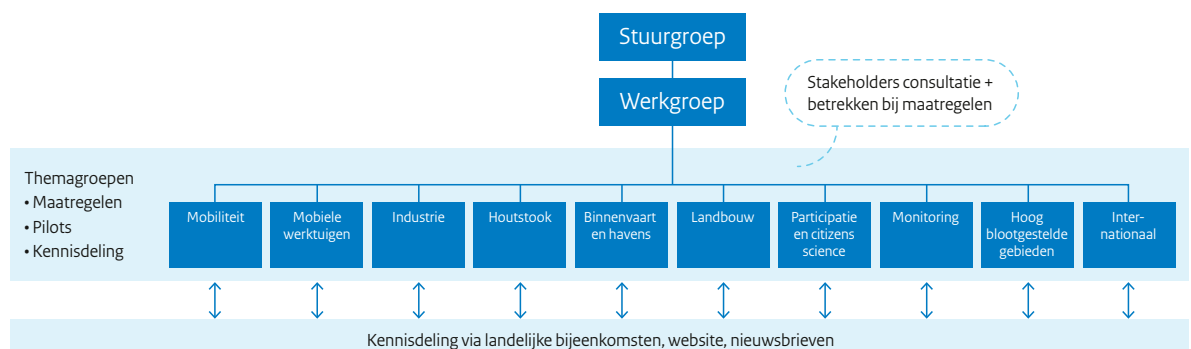 Stuurgroep
Werkgroep
Stakeholders consultatie +
betrekken bij maatregelen
Themagroepen
• Maatregelen
• Pilots
• Kennisdeling
Mobiliteit
Mobiele
werktuigen
Industrie
Houtstook
Binnenvaart
en havens
Landbouw
Participatie
en citizens
science
Monitoring
Hoog
blootgestelde
gebieden
Inter-
nationaal
Kennisdeling via landelijke bijeenkomsten, website, nieuwsbrieven